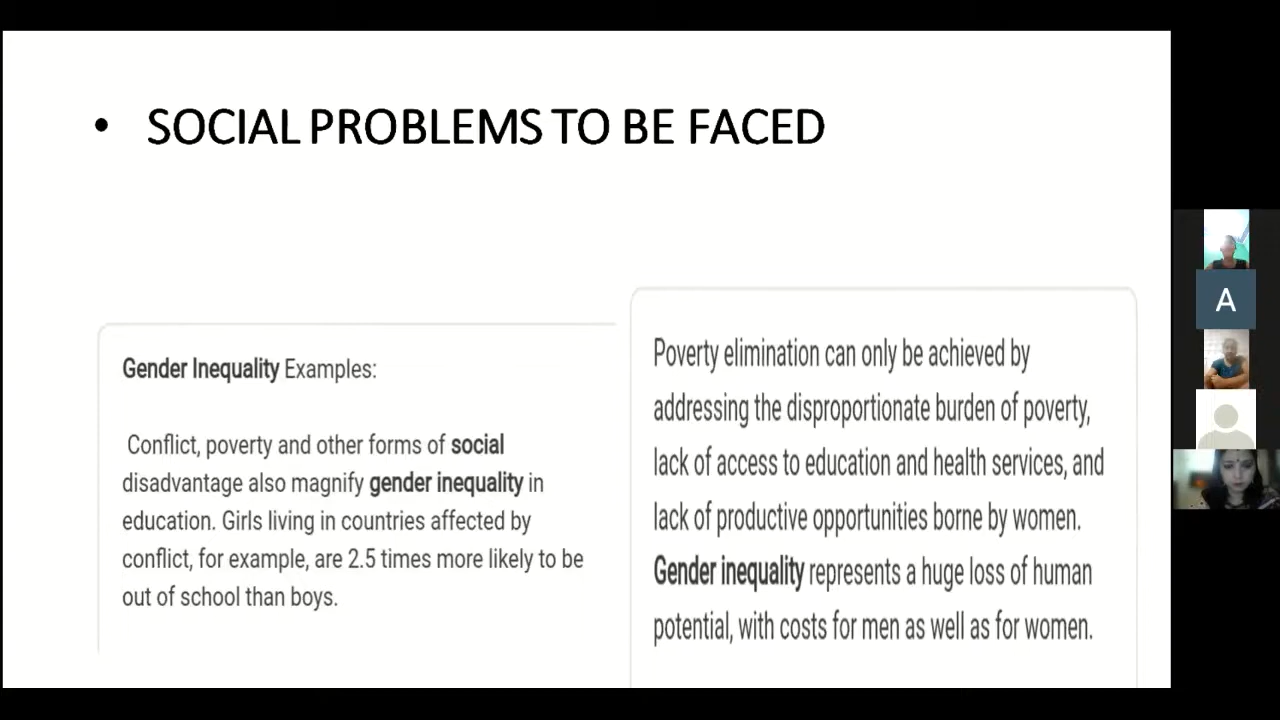 • SOCIAL PROBLEMS TO BE FACED
Gender Inequality Examples:
Conflict, poverty and other forms of social
disadvantage also magnify gender inequality in
education. Girls living in countries affected by
conflict, for example, are 2.5 times more likely to be
out of school than boys.
Poverty elimination can only be achieved by
addressing the disproportionate burden of poverty,
lack of access to education and health services, and
lack of productive opportunities borne by women.
Gender inequality represents a huge loss of human
potential, with costs for men as well as for women.
A